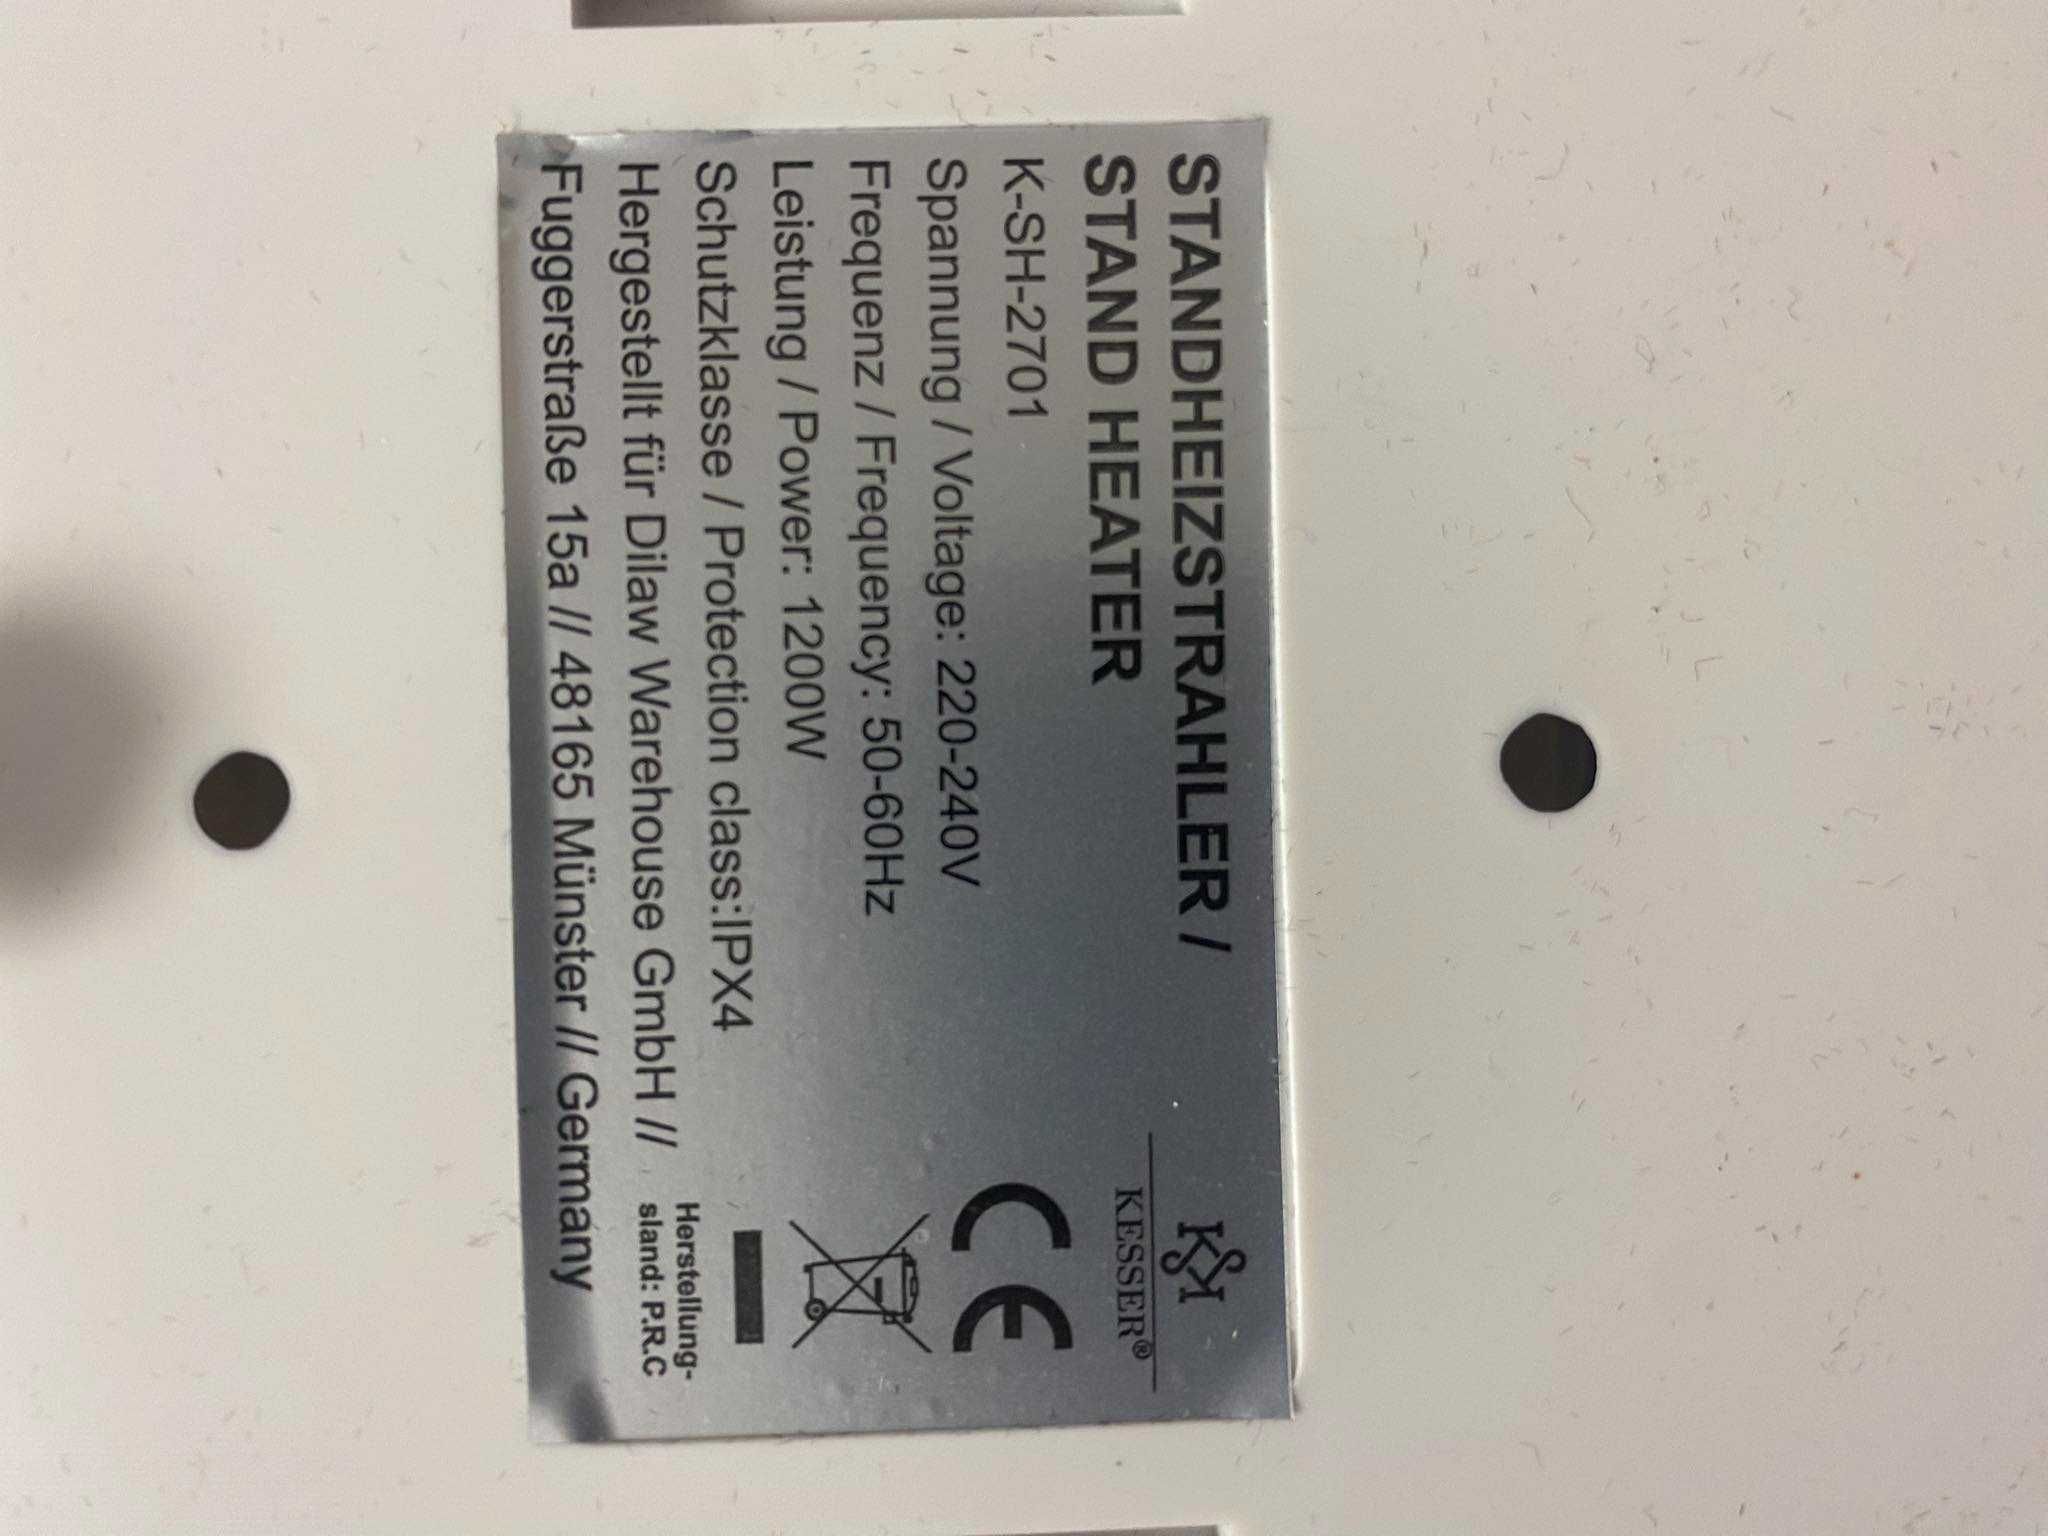 STANDHEIZSTRAHLER /
STAND HEATER
K-SH-2701
Spannung / Voltage: 220-240V
Frequenz / Frequency: 50-60Hz
Leistung / Power: 1200W
Schutzklasse / Protection class:IPX4
Hergestellt für Dilaw Warehouse GmbH //
Fuggerstraße 15a // 48165 Münster // Germany
KESSER®
CE
Herstellung-
sland: P.R.C